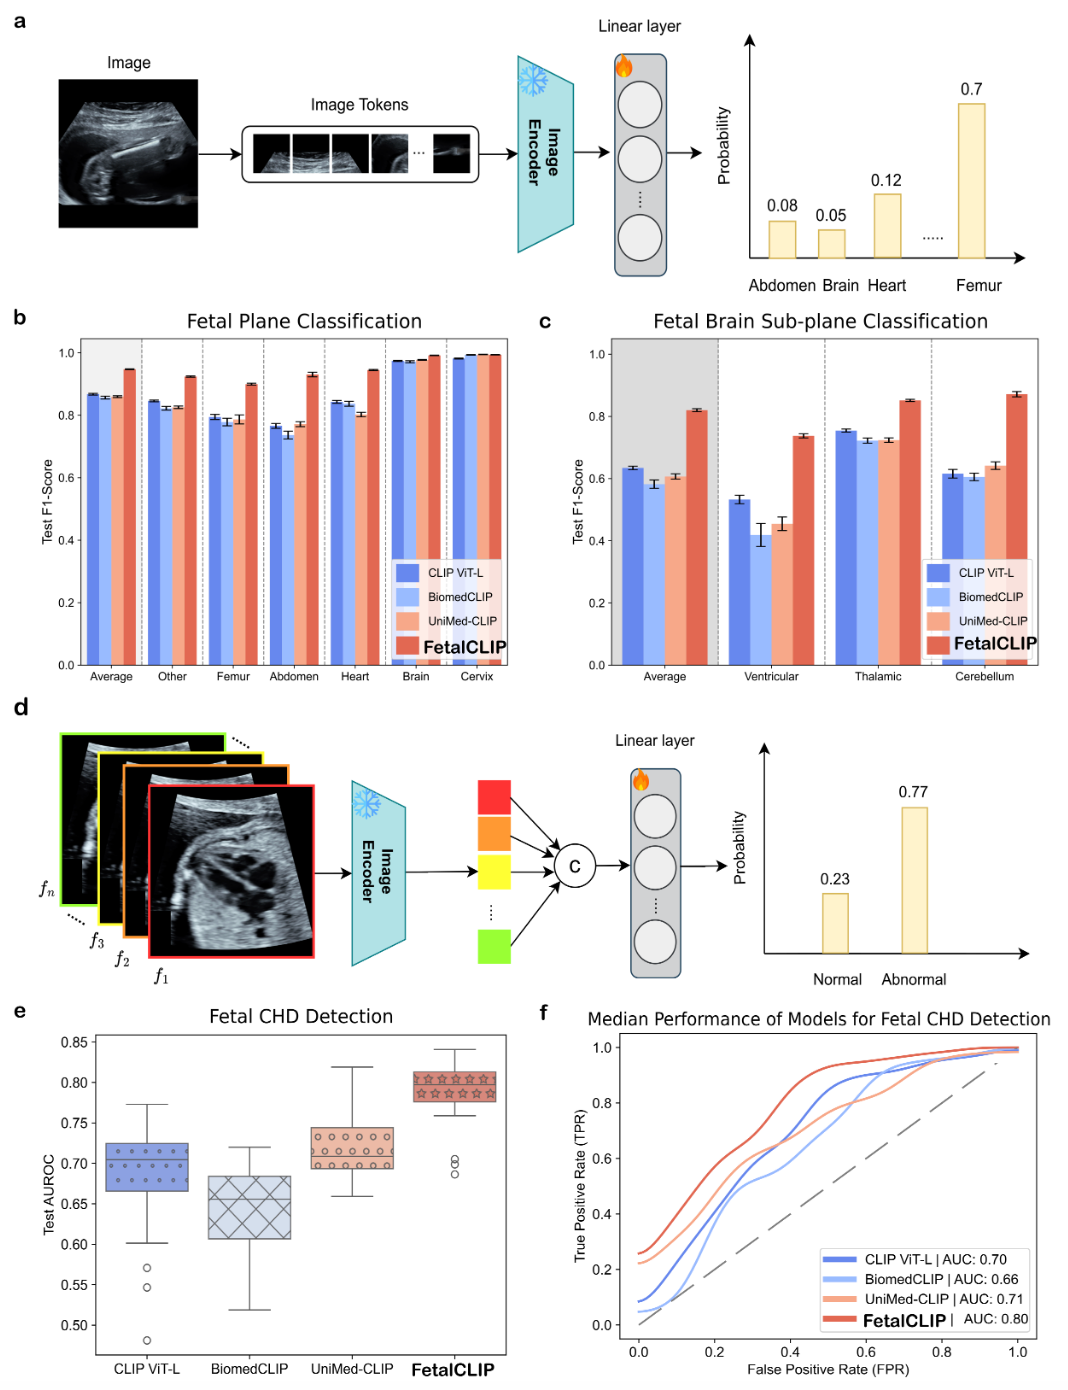 a
Linear layer
Image
Image Tokens
...
Image
Encoder
.....
Probability
0.08
0.05
0.12
.....
0.7
Abdomen Brain Heart Femur
b
Fetal Plane Classification
Test F1-Score
1.0
0.8
0.6
0.4
0.2
0.0
CLIP ViT-L
BiomedCLIP
UniMed-CLIP
FetalCLIP
Average Other Femur Abdomen Heart Brain Cervix
c
Fetal Brain Sub-plane Classification
Test F1-Score
1.0
0.8
0.6
0.4
0.2
0.0
CLIP ViT-L
BiomedCLIP
UniMed-CLIP
FetalCLIP
Average Ventricular Thalamic Cerebellum
d
.....
fn
.....
f3
f2
f1
Image
Encoder
....
C
Linear layer
.....
Probability
0.23
0.77
Normal Abnormal
e
Fetal CHD Detection
Test AUROC
0.85
0.80
0.75
0.70
0.65
0.60
0.55
0.50
CLIP ViT-L BiomedCLIP UniMed-CLIP FetalCLIP
f
Median Performance of Models for Fetal CHD Detection
True Positive Rate (TPR)
1.0
0.8
0.6
0.4
0.2
0.0
CLIP ViT-L | AUC: 0.70
BiomedCLIP | AUC: 0.66
UniMed-CLIP | AUC: 0.71
FetalCLIP | AUC: 0.80
0.0 0.2 0.4 0.6 0.8 1.0
False Positive Rate (FPR)